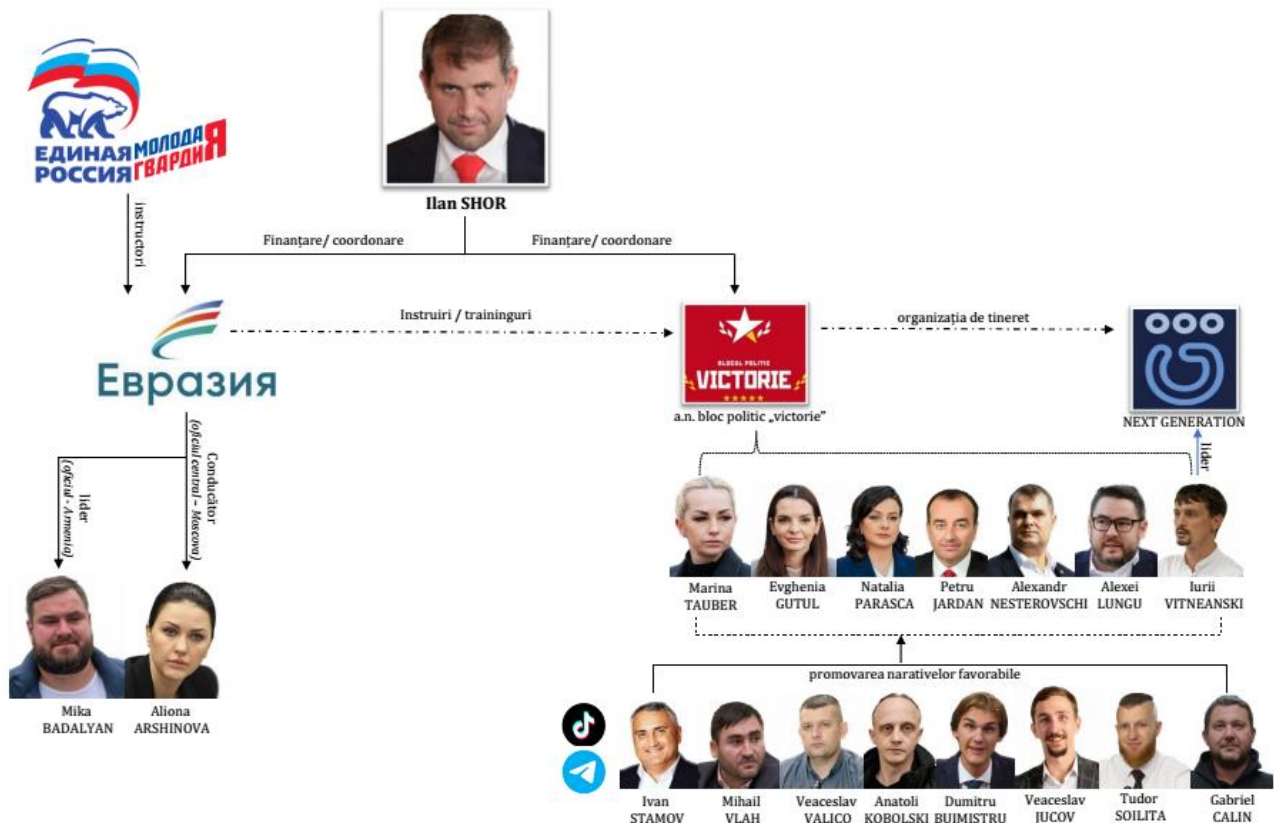 ЕДИНАЯ
РОССИЯ
МОЛОДАЯ
ГВАРДИЯ
Ilan SHOR
instructori
Finanțare/ coordonare
Finanțare/ coordonare
Евразия
Instruiri / traininguri
BLOCUL POLITIC
VICTORIE
a.n. bloc politic „victorie”
organizația de tineret
NEXT GENERATION
lider
lider
(oficiul - Armenia)
Conducător
(oficiul central – Moscova)
Mika
BADALYAN
Aliona
ARSHINOVA
Marina
TAUBER
Evghenia
GUTUL
Natalia
PARASCA
Petru
JARDAN
Alexandr
NESTEROVSCHI
Alexei
LUNGU
Iurii
VITNEANSKI
promovarea narativelor favorabile
Ivan
STAMOV
Mihail
VLAH
Veaceslav
VALICO
Anatoli
KOBOLSKI
Dumitru
BUIMISTRU
Veaceslav
JUCOV
Tudor
SOILITA
Gabriel
CALIN